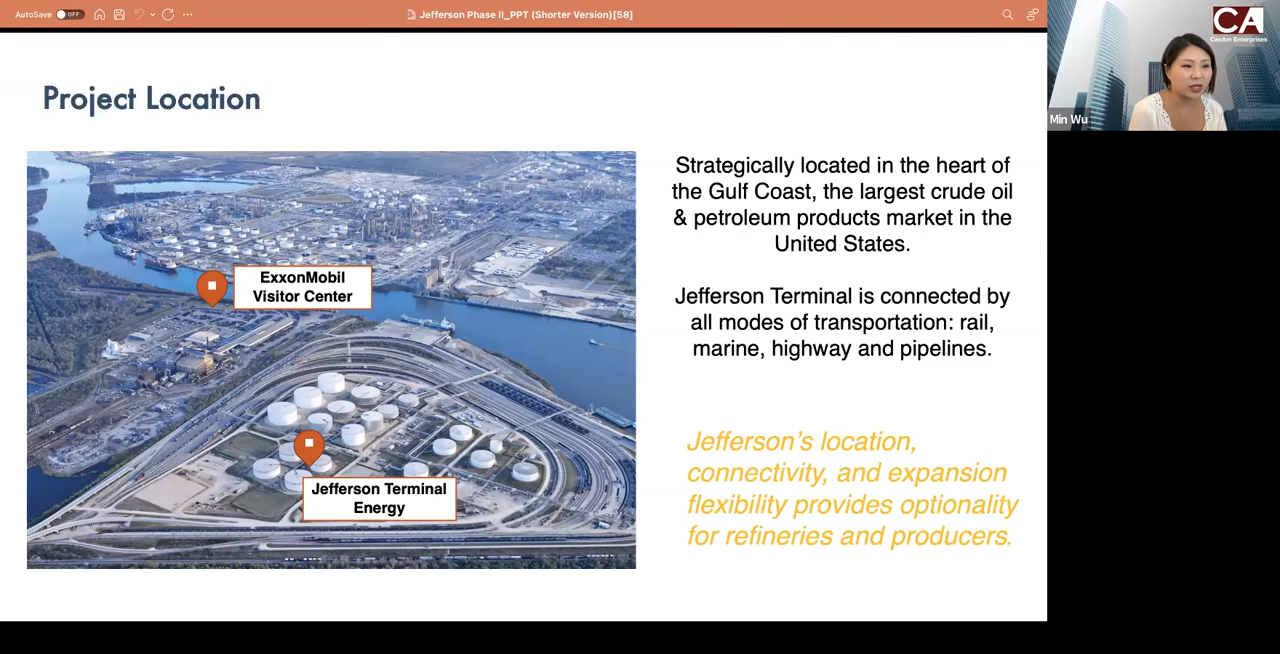 AutoSave OFF
Jefferson Phase II_PPT (Shorter Version)[58]
CA
CanAm Enterprises
Min Wu
Project Location
ExxonMobil
Visitor Center
Jefferson Terminal
Energy
Strategically located in the heart of
the Gulf Coast, the largest crude oil
& petroleum products market in the
United States.
Jefferson Terminal is connected by
all modes of transportation: rail,
marine, highway and pipelines.
Jefferson’s location,
connectivity, and expansion
flexibility provides optionality
for refineries and producers.